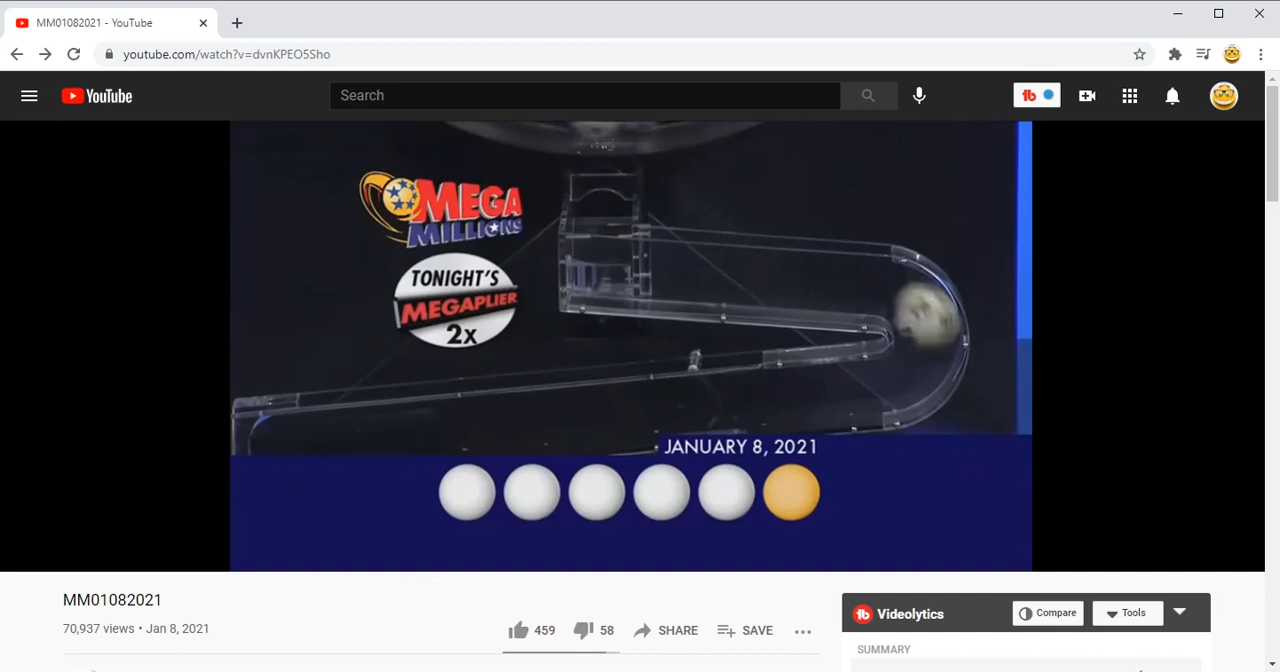 MM01082021 - YouTube
youtube.com/watch?v=dvnKPEO5Sho
YouTube
Search
MEGA
MILLIONS
TONIGHT'S
MEGAPLIER
2x
JANUARY 8, 2021
MM01082021
70,937 views • Jan 8, 2021
459
58
SHARE
SAVE
Videolytics
Compare
Tools
SUMMARY